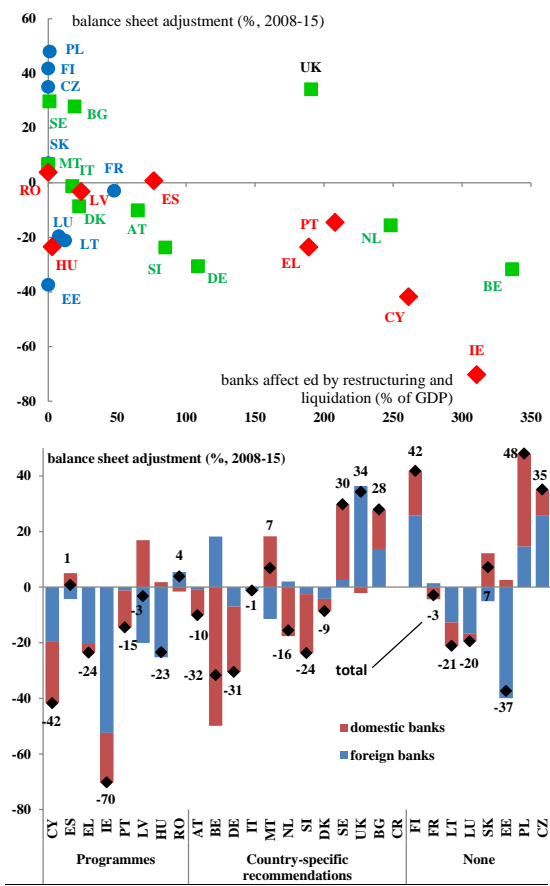 balance sheet adjustment (%, 2008-15)
60
40
20
0
-20
-40
-60
-80
PL
FI
CZ
UK
SE
BG
SK
MT
IT
FR
RO
LV
ES
LU
DK
LT
AT
PT
NL
HU
SI
DE
EL
BE
EE
CY
IE
banks affect ed by restructuring and
liquidation (% of GDP)
0 50 100 150 200 250 300 350
balance sheet adjustment (%, 2008-15)
40
20
0
-20
-40
-60
-80
-42
1
-24
-70
-15
-3
-23
4
-10
-32
-31
-1
7
-16
-24
-9
30
34
28
42
-3
-21
-20
7
-37
48
35
total
domestic banks
foreign banks
CY ES EL IE PT LV HU RO AT BE DE IT MT NL SI DK SE UK BG CR FI FR LT LU SK EE PL CZ
Programmes
Country-specific
recommendations
None